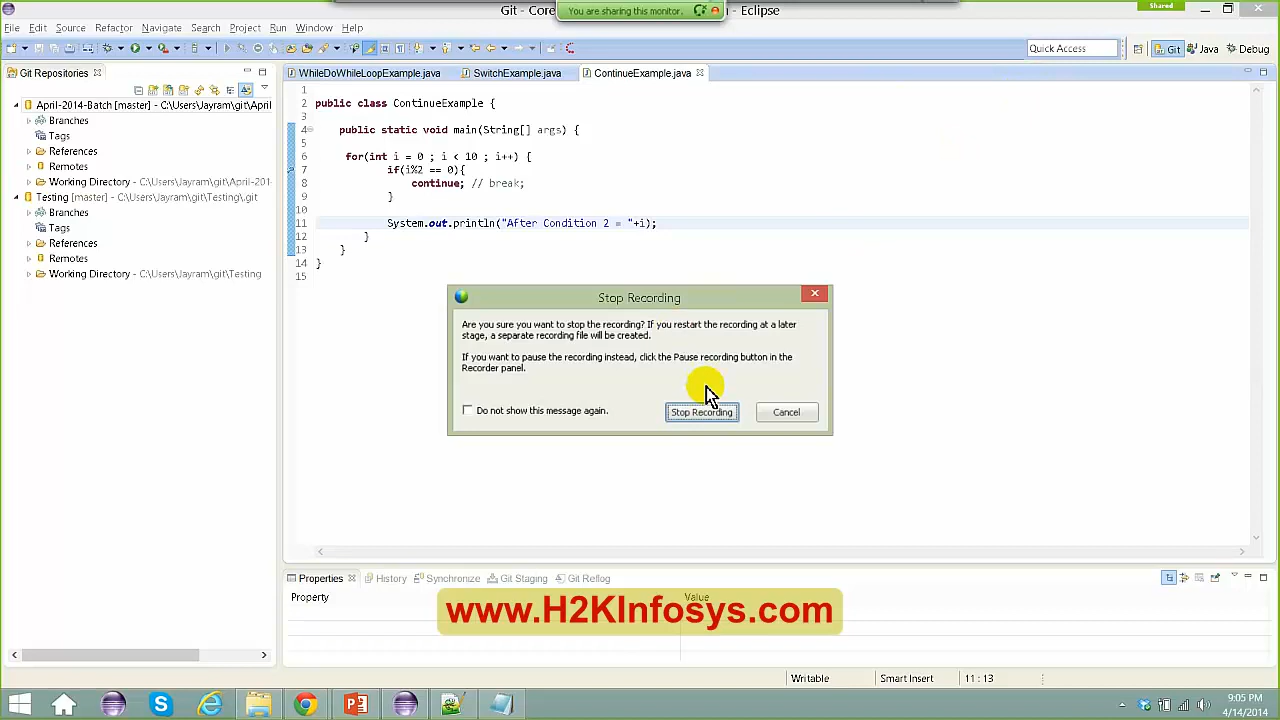 Git - Core
- Eclipse
You are sharing this monitor.
Shared
File Edit Source Refactor Navigate Search Project Run Window Help
Quick Access
Git Java Debug
Git Repositories
WhileDoWhileLoopExample.java SwitchExample.java ContinueExample.java
April-2014-Batch [master] - C:\Users\Jayram\git\April
Branches
Tags
References
Remotes
Working Directory - C:\Users\Jayram\git\April-201
Testing [master] - C:\Users\Jayram\git\Testing\.git
Branches
Tags
References
Remotes
Working Directory - C:\Users\Jayram\git\Testing
1
2 public class ContinueExample {
3
4 public static void main(String[] args) {
5
6 for(int i = 0 ; i < 10 ; i++) {
7 if(i%2 == 0){
8 continue; // break;
9 }
10
11 System.out.println("After Condition 2 = "+i);
12 }
13 }
14 }
15
Stop Recording
Are you sure you want to stop the recording? If you restart the recording at a later
stage, a separate recording file will be created.
If you want to pause the recording instead, click the Pause recording button in the
Recorder panel.
Do not show this message again.
Stop Recording Cancel
Properties History Synchronize Git Staging Git Reflog
Property Value
www.H2KInfosys.com
Writable Smart Insert 11 : 13
9:05 PM
4/14/2014